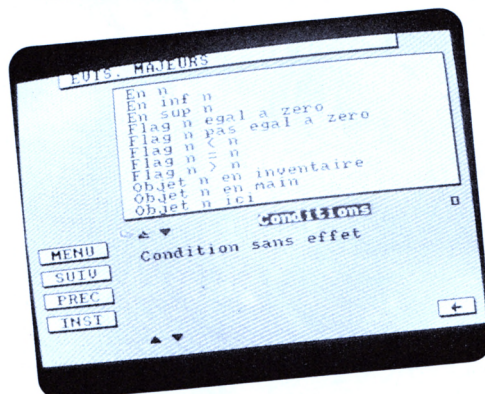 EVTS. MAJEURS
En n
En inf n
En sup n
Flag n egal a zero
Flag n pas egal a zero
Flag n < n
Flag n = n
Flag n > n
Objet n en inventaire
Objet n en main
Objet n ici
Conditions
Condition sans effet
MENU
SUIV
PREC
INST